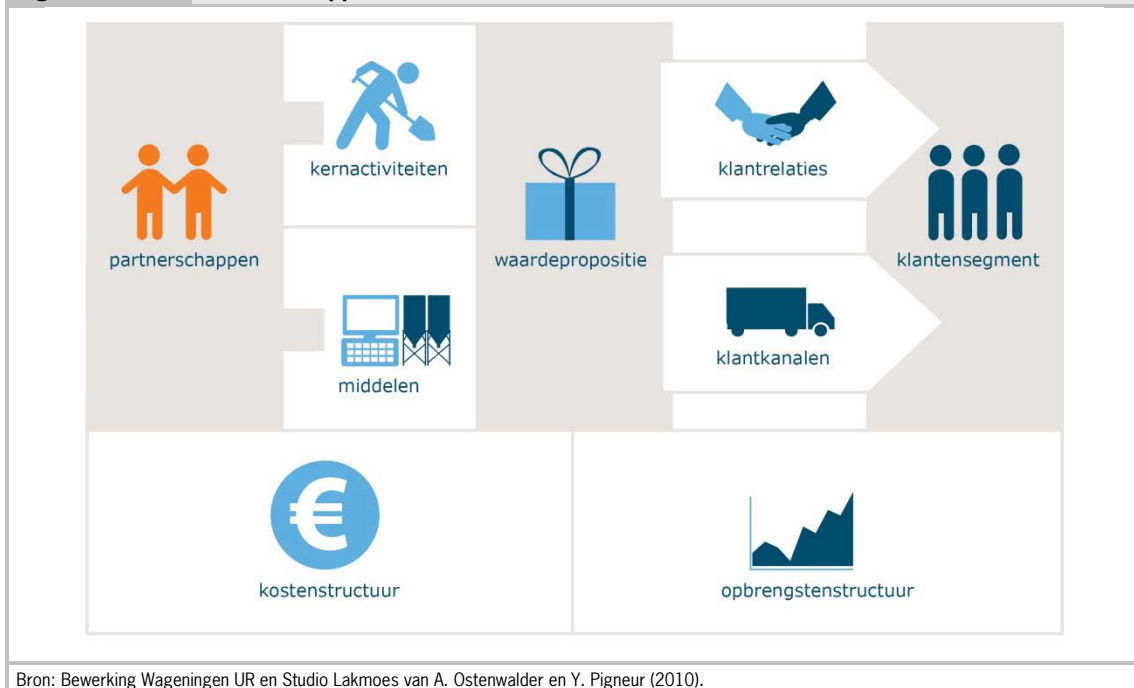 kernactiviteiten
klantrelaties
partnerschappen
waardepropositie
klantensegment
middelen
klantkanalen
€
kostenstructuur
opbrengstenstructuur
Bron: Bewerking Wageningen UR en Studio Lakmoes van A. Ostenwalder en Y. Pigneur (2010).